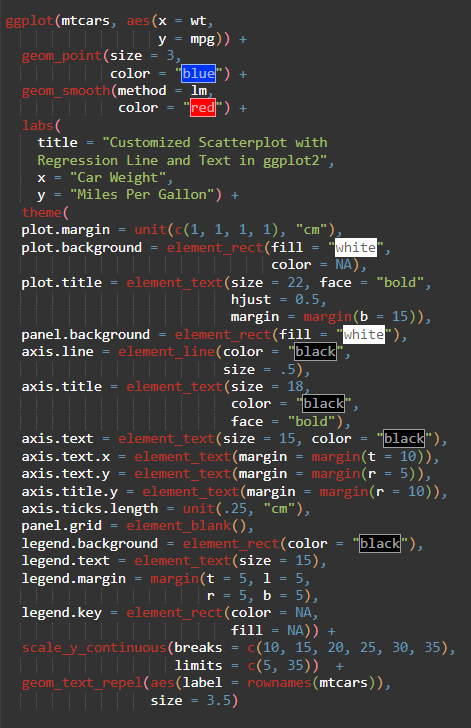 ggplot(mtcars, aes(x = wt,
                   y = mpg)) +
  geom_point(size = 3,
             color = "blue") +
  geom_smooth(method = lm,
              color = "red") +
  labs(
    title = "Customized Scatterplot with
    Regression Line and Text in ggplot2",
    x = "Car Weight",
    y = "Miles Per Gallon") +
    theme(
  plot.margin = unit(c(1, 1, 1, 1), "cm"),
  plot.background = element_rect(fill = "white",
                                 color = NA),
  plot.title = element_text(size = 22, face = "bold",
                            hjust = 0.5,
                            margin = margin(b = 15)),
  panel.background = element_rect(fill = "white"),
  axis.line = element_line(color = "black",
                           size = .5),
  axis.title = element_text(size = 18,
                            color = "black",
                            face = "bold"),
  axis.text = element_text(size = 15, color = "black"),
  axis.text.x = element_text(margin = margin(t = 10)),
  axis.text.y = element_text(margin = margin(r = 5)),
  axis.title.y = element_text(margin = margin(r = 10)),
  axis.ticks.length = unit(.25, "cm"),
  panel.grid = element_blank(),
  legend.background = element_rect(color = "black"),
  legend.text = element_text(size = 15),
  legend.margin = margin(t = 5, l = 5,
                         r = 5, b = 5),
  legend.key = element_rect(color = NA,
                            fill = NA)) +
  scale_y_continuous(breaks = c(10, 15, 20, 25, 30, 35),
                     limits = c(5, 35))  +
  geom_text_repel(aes(label = rownames(mtcars)),
                  size = 3.5)